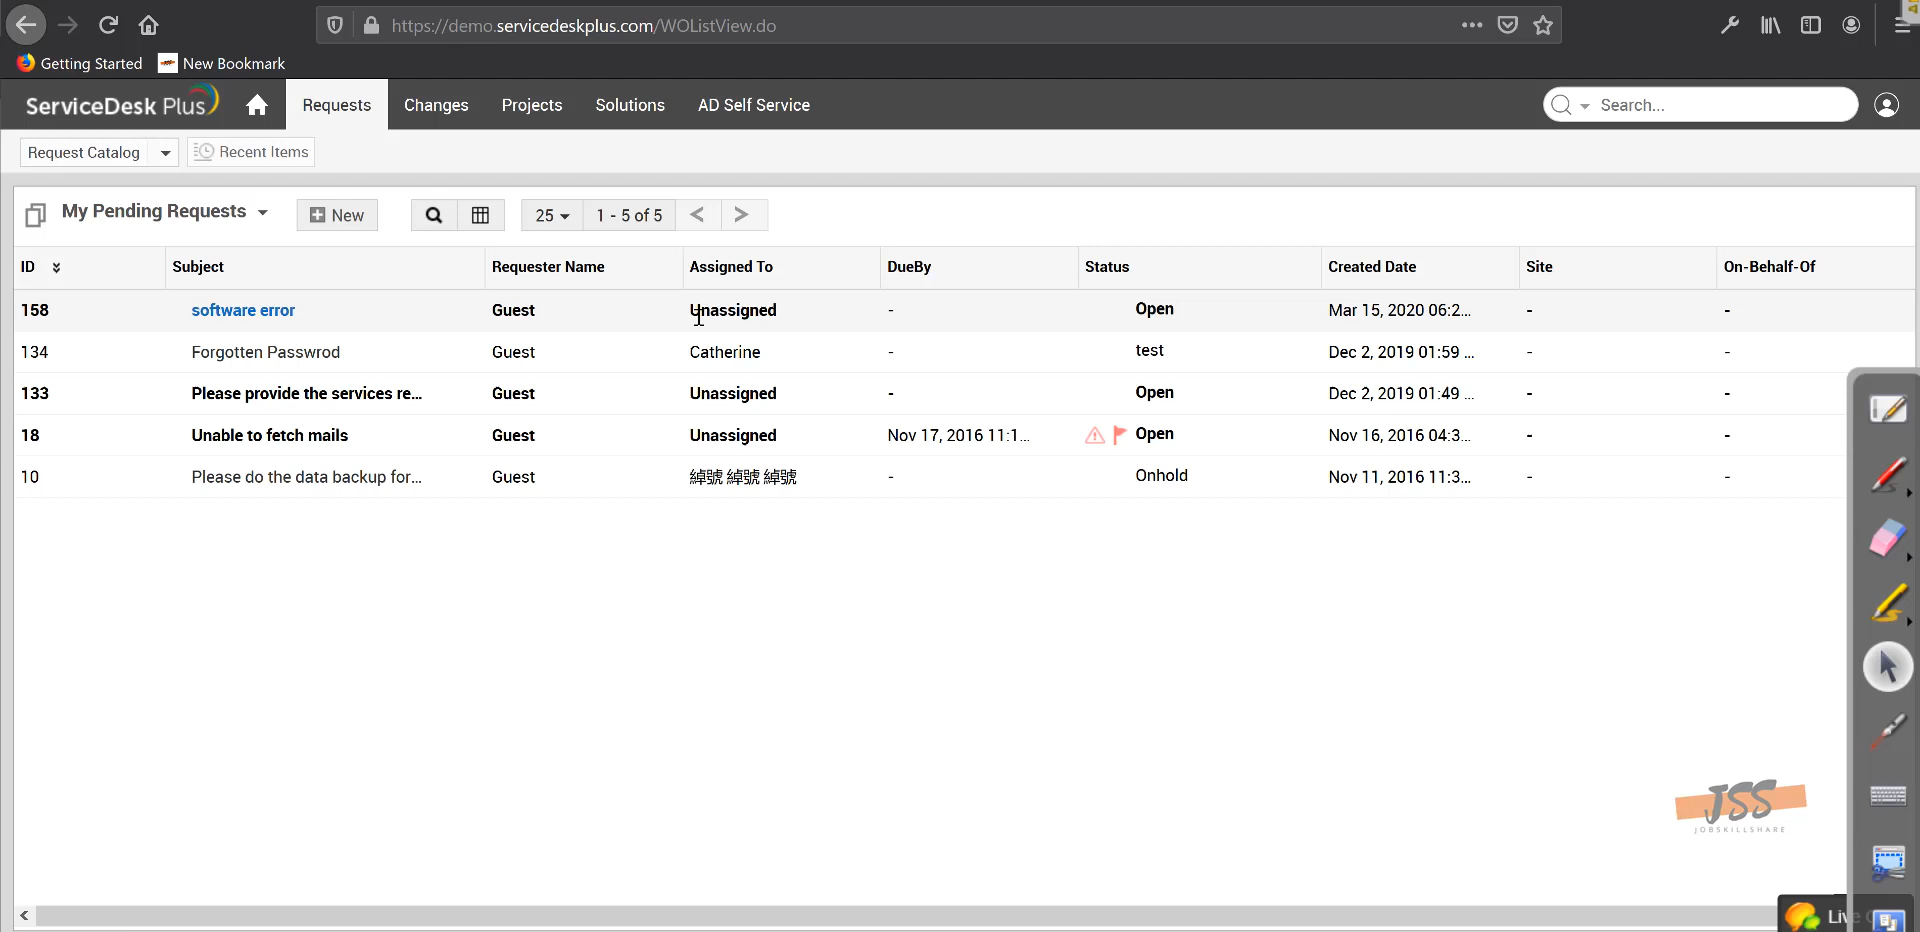 https://demo.servicedeskplus.com/WOListView.do
Getting Started New Bookmark
ServiceDesk Plus Requests Changes Projects Solutions AD Self Service Search...
Request Catalog Recent Items
My Pending Requests New 25 1 - 5 of 5
ID Subject Requester Name Assigned To DueBy Status Created Date Site On-Behalf-Of
158 software error Guest Unassigned - Open Mar 15, 2020 06:2... - -
134 Forgotten Passwrod Guest Catherine - test Dec 2, 2019 01:59 ... - -
133 Please provide the services re... Guest Unassigned - Open Dec 2, 2019 01:49 ... - -
18 Unable to fetch mails Guest Unassigned Nov 17, 2016 11:1... Open Nov 16, 2016 04:3... - -
10 Please do the data backup for... Guest 綽號 綽號 綽號 - Onhold Nov 11, 2016 11:3... - -
JSS
JOBSKILLSHARE
Live